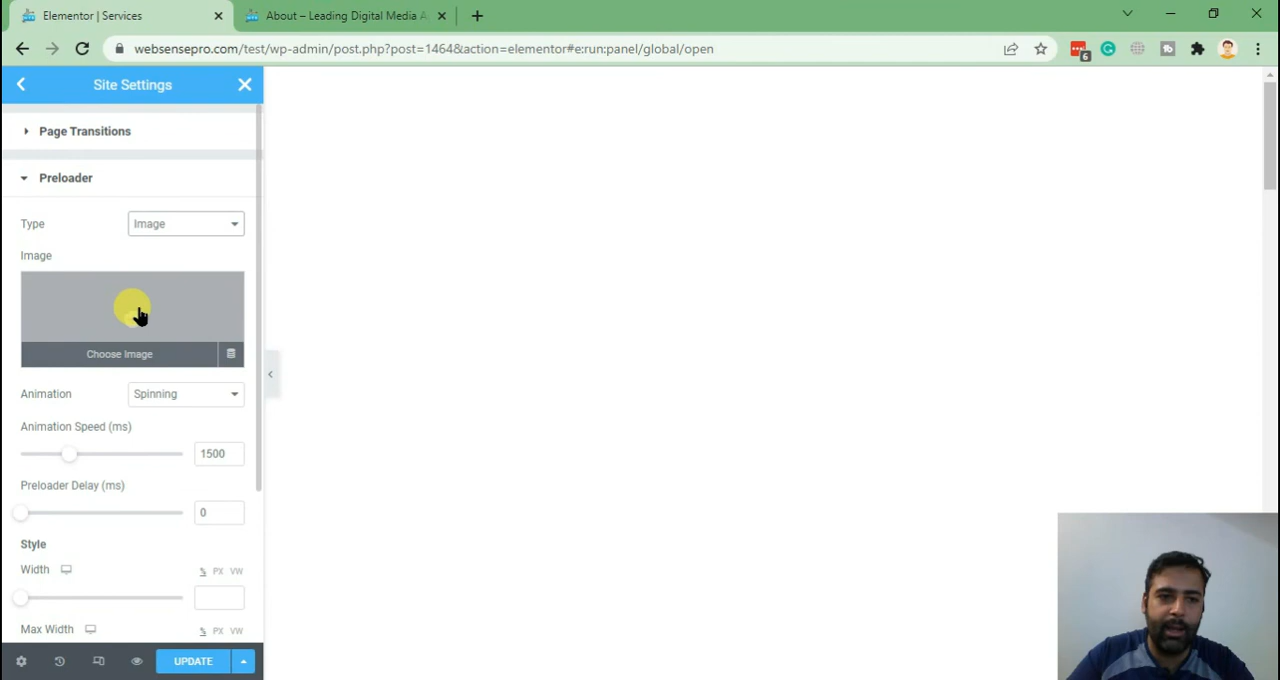 Elementor | Services
About – Leading Digital Media A
websensepro.com/test/wp-admin/post.php?post=1464&action=elementor#e:run:panel/global/open
6
Site Settings
Page Transitions
Preloader
Type
Image
Image
Choose Image
Animation
Spinning
Animation Speed (ms)
1500
Preloader Delay (ms)
0
Style
Width
% PX VW
Max Width
% PX VW
UPDATE